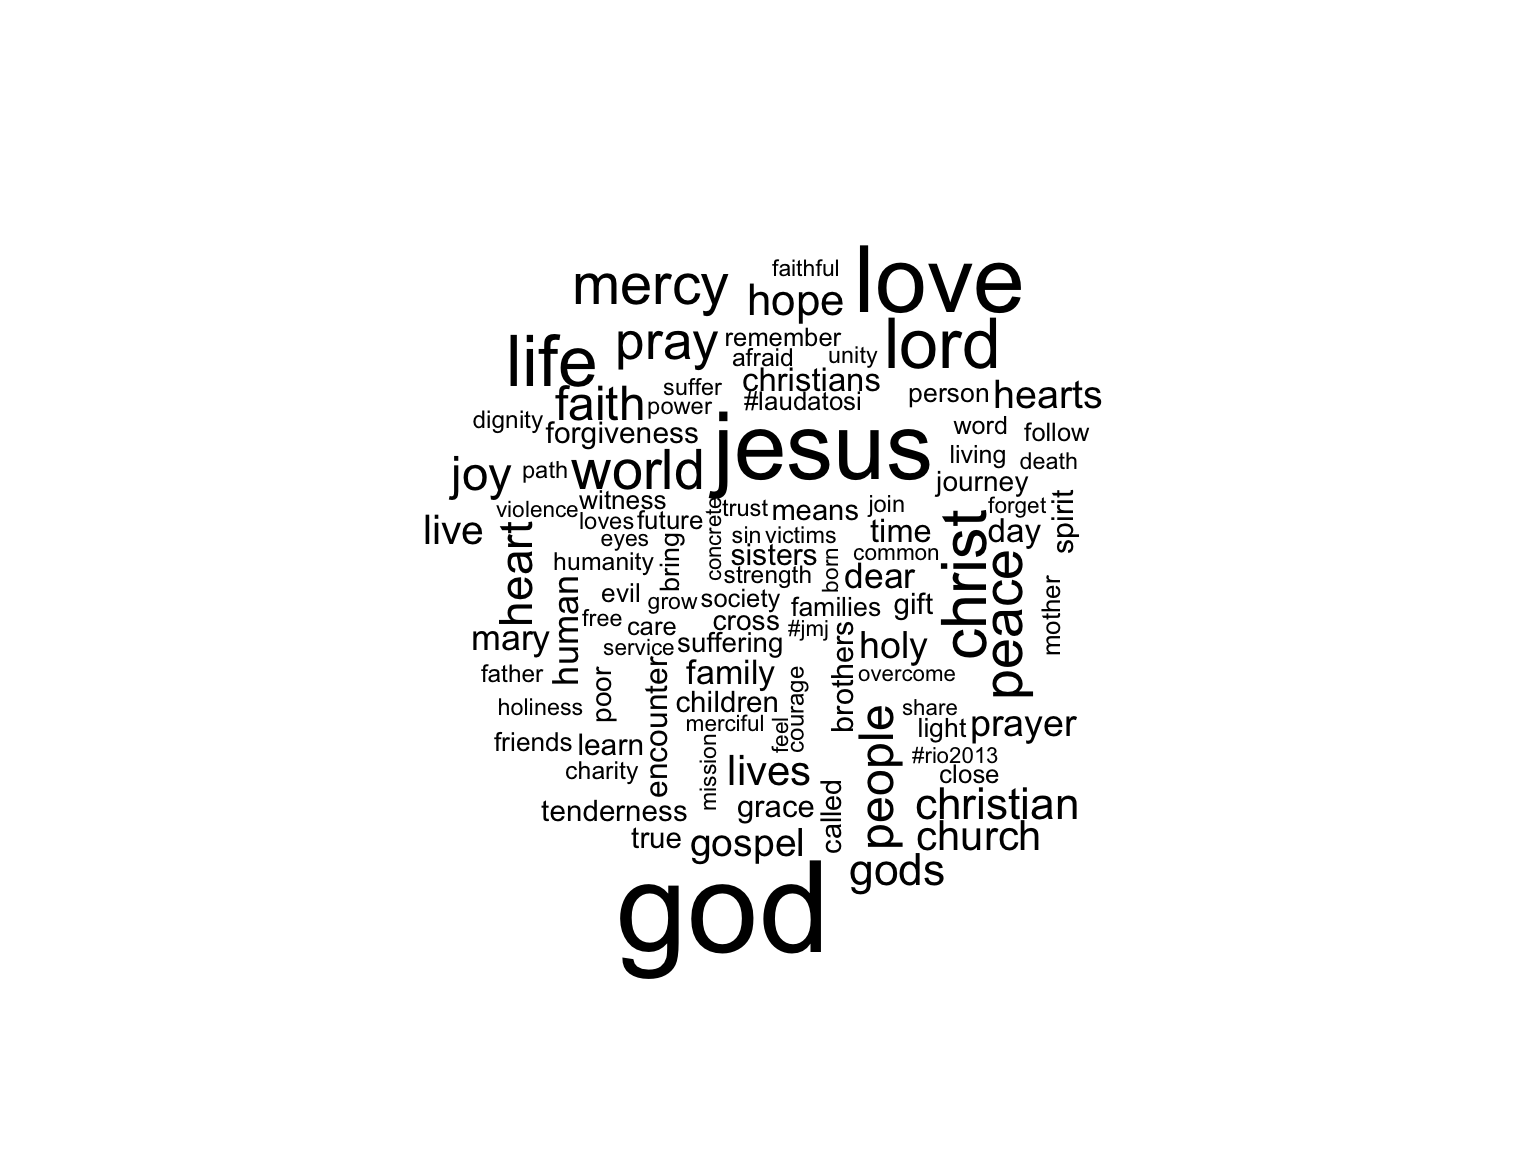 faithful
mercy hope love
pray remember lord
life afraid unity
suffer christians person hearts
faith power #laudatosi
dignity forgiveness jesus word follow
joy path world living death
journey
violence witness concrete trust means join forget spirit
live heart loves future sin victims time christ day
eyes bring sisters common peace
humanity strength born dear
human evil grow society families gift mother
free care cross #jmj
mary service suffering brothers holy
father poor encounter family courage overcome
holiness children people share
merciful feel light prayer
friends learn mission #rio2013
charity lives called close
tenderness grace christian
true gospel church
god gods